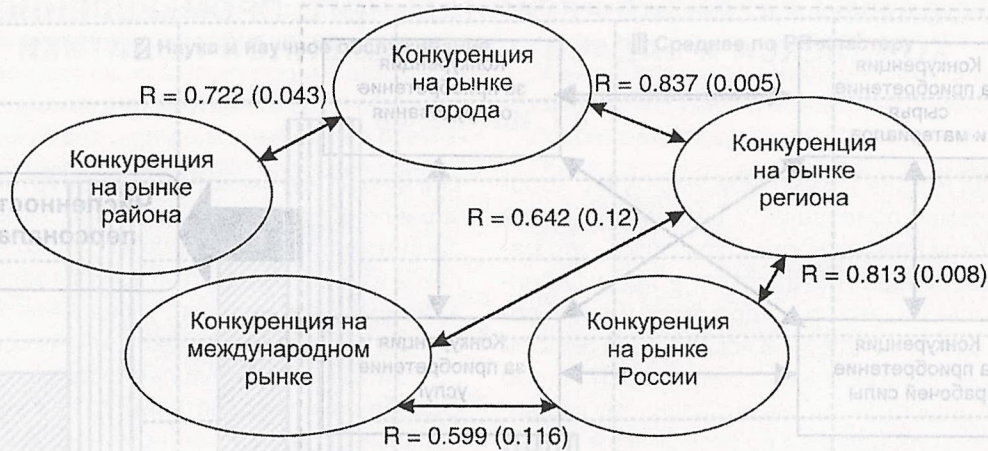 Конкуренция
на рынке
города
R = 0.722 (0.043)
R = 0.837 (0.005)
Конкуренция
на рынке
района
Конкуренция
на рынке
региона
R = 0.642 (0.12)
R = 0.813 (0.008)
Конкуренция на
международном
рынке
Конкуренция
на рынке
России
R = 0.599 (0.116)